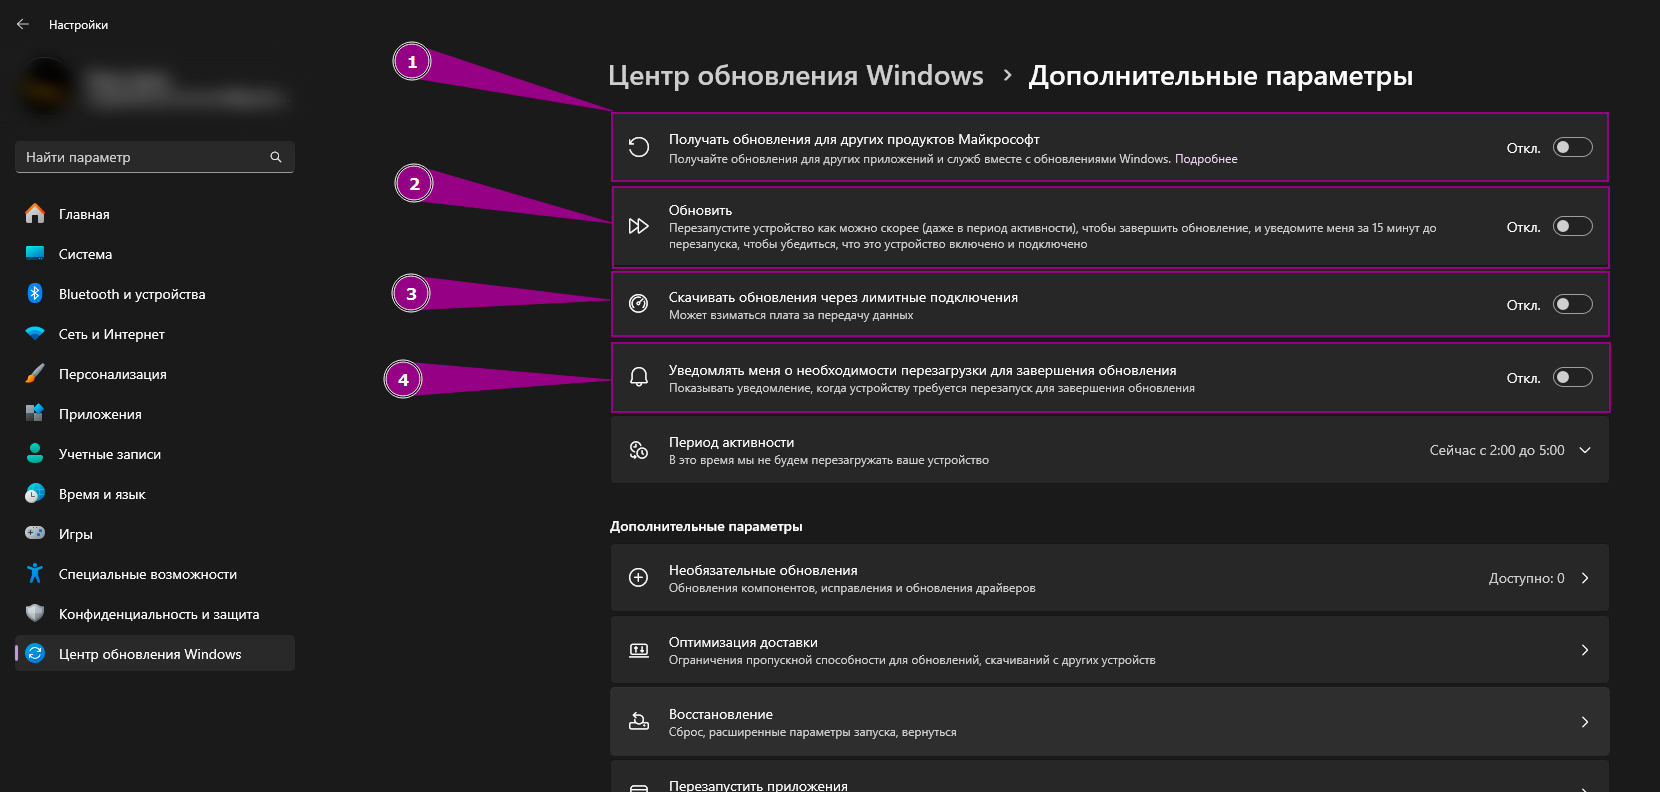 Настройки
Найти параметр
Главная
Система
Bluetooth и устройства
Сеть и Интернет
Персонализация
Приложения
Учетные записи
Время и язык
Игры
Специальные возможности
Конфиденциальность и защита
Центр обновления Windows
1
2
3
4
Центр обновления Windows > Дополнительные параметры
Получать обновления для других продуктов Майкрософт
Получайте обновления для других приложений и служб вместе с обновлениями Windows. Подробнее
Откл.
Обновить
Перезапустите устройство как можно скорее (даже в период активности), чтобы завершить обновление, и уведомите меня за 15 минут до
перезапуска, чтобы убедиться, что это устройство включено и подключено
Откл.
Скачивать обновления через лимитные подключения
Может взиматься плата за передачу данных
Откл.
Уведомлять меня о необходимости перезагрузки для завершения обновления
Показывать уведомление, когда устройству требуется перезапуск для завершения обновления
Откл.
Период активности
В это время мы не будем перезагружать ваше устройство
Сейчас с 2:00 до 5:00
Дополнительные параметры
Необязательные обновления
Обновления компонентов, исправления и обновления драйверов
Доступно: 0
Оптимизация доставки
Ограничения пропускной способности для обновлений, скачиваний с других устройств
Восстановление
Сброс, расширенные параметры запуска, вернуться
Перезапустить приложения